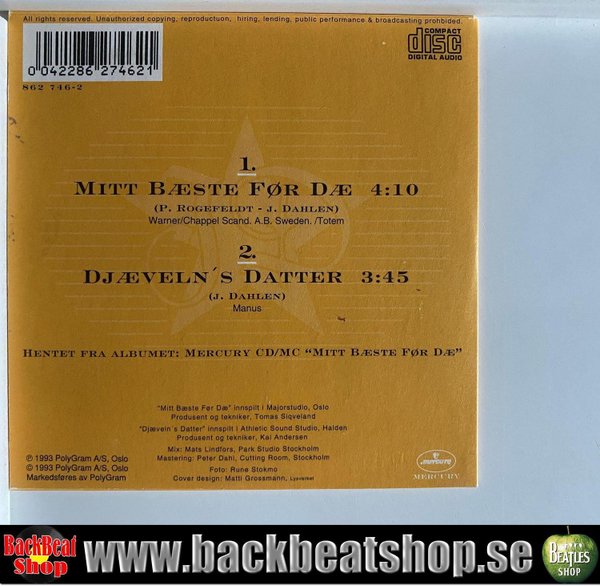 All rights reserved. Unauthorized copying, reproduction, hiring, lending, public performance & broadcasting prohbided.
0 042286 274621
862 746-2
COMPACT
disc
DIGITAL AUDIO
1.
MITT BÆSTE FØR DÆ 4:10
(P. ROGEFELDT - J. DAHLEN)
Warner/Chappel Scand. A.B. Sweden. /Totem
2.
DJÆVELN´S DATTER 3:45
(J. DAHLEN)
Manus
HENTET FRA ALBUMET: MERCURY CD/MC “MITT BÆSTE FØR DÆ”
"Mitt Bæste Før Dæ" innspilt i Majorstudio, Oslo
Produsent og tekniker, Tomas Siqveland
"Djævein´s Datter" innspilt i Athletic Sound Studio, Halden
Produsent og tekniker, Kai Andersen
Mix: Mats Lindfors, Park Studio Stockholm
Mastering: Peter Dahl, Cutting Room, Stockholm
Foto: Rune Stokmo
Cover design: Matti Grossmann, Lysverket
℗ 1993 PolyGram A/S, Oslo
© 1993 PolyGram A/S, Oslo
Markedsføres av PolyGram
mercury
MERCURY
BackBeat
Shop
www.backbeatshop.se
BEATLES
SHOP